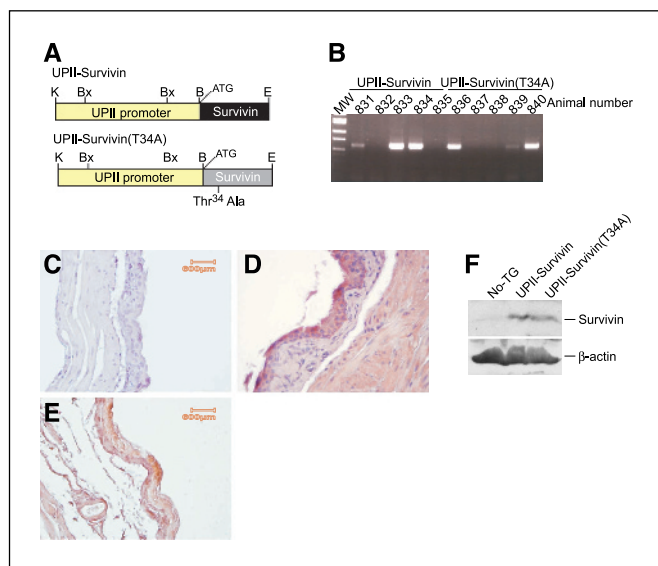 A
UPII-Survivin
K Bx Bx B ATG E
UPII promoter Survivin
UPII-Survivin(T34A)
K Bx Bx B ATG E
UPII promoter Survivin
Thr34 Ala
B
UPII-Survivin UPII-Survivin(T34A)
MW 831 832 833 834 835 836 837 838 839 840 Animal number
C
600µm
D
E
600µm
F
No-TG UPII-Survivin UPII-Survivin(T34A)
Survivin
β-actin